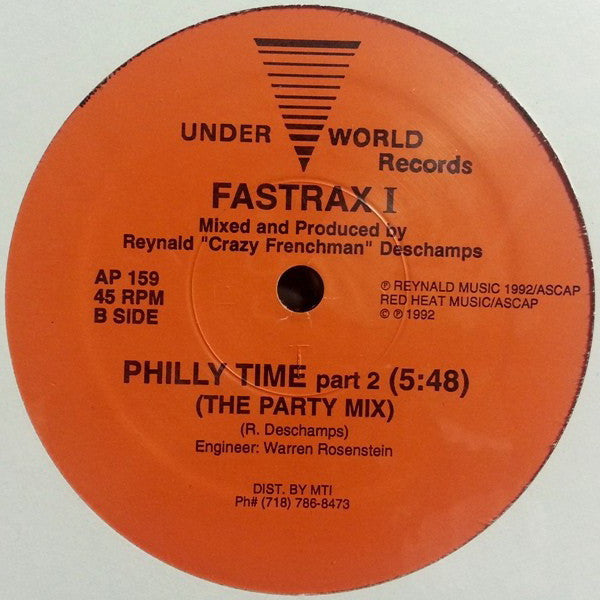 UNDER WORLD
Records
FASTRAX I
Mixed and Produced by
Reynald "Crazy Frenchman" Deschamps
AP 159
45 RPM
B SIDE
℗ REYNALD MUSIC 1992/ASCAP
RED HEAT MUSIC/ASCAP
© ℗ 1992
PHILLY TIME part 2 (5:48)
(THE PARTY MIX)
(R. Deschamps)
Engineer: Warren Rosenstein
DIST. BY MTI
Ph# (718) 786-8473